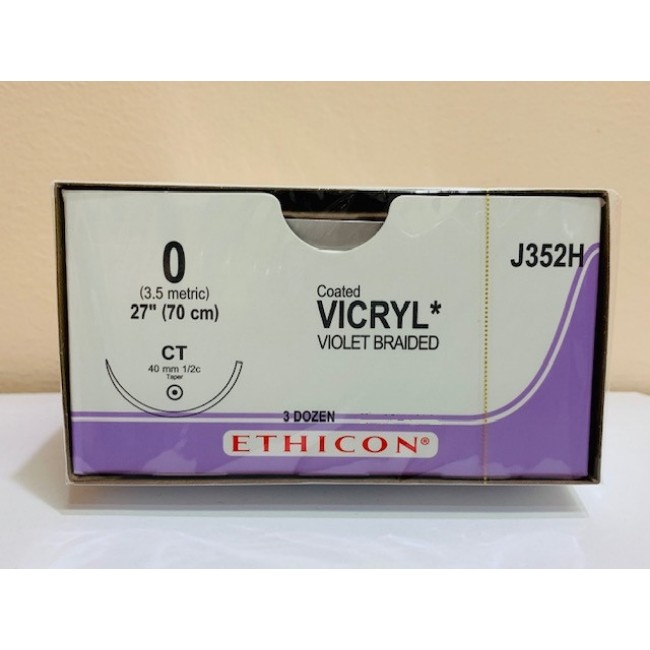 0
(3.5 metric)
27" (70 cm)
CT
40 mm 1/2c
Taper
Coated
VICRYL*
VIOLET BRAIDED
J352H
3 DOZEN
ETHICON®